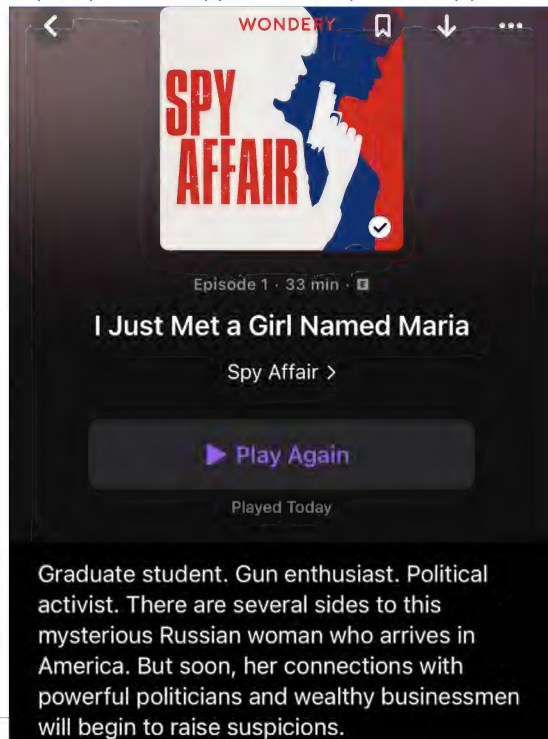 WONDERY
SPY
AFFAIR
Episode 1 · 33 min · E
I Just Met a Girl Named Maria
Spy Affair >
Play Again
Played Today
Graduate student. Gun enthusiast. Political
activist. There are several sides to this
mysterious Russian woman who arrives in
America. But soon, her connections with
powerful politicians and wealthy businessmen
will begin to raise suspicions.